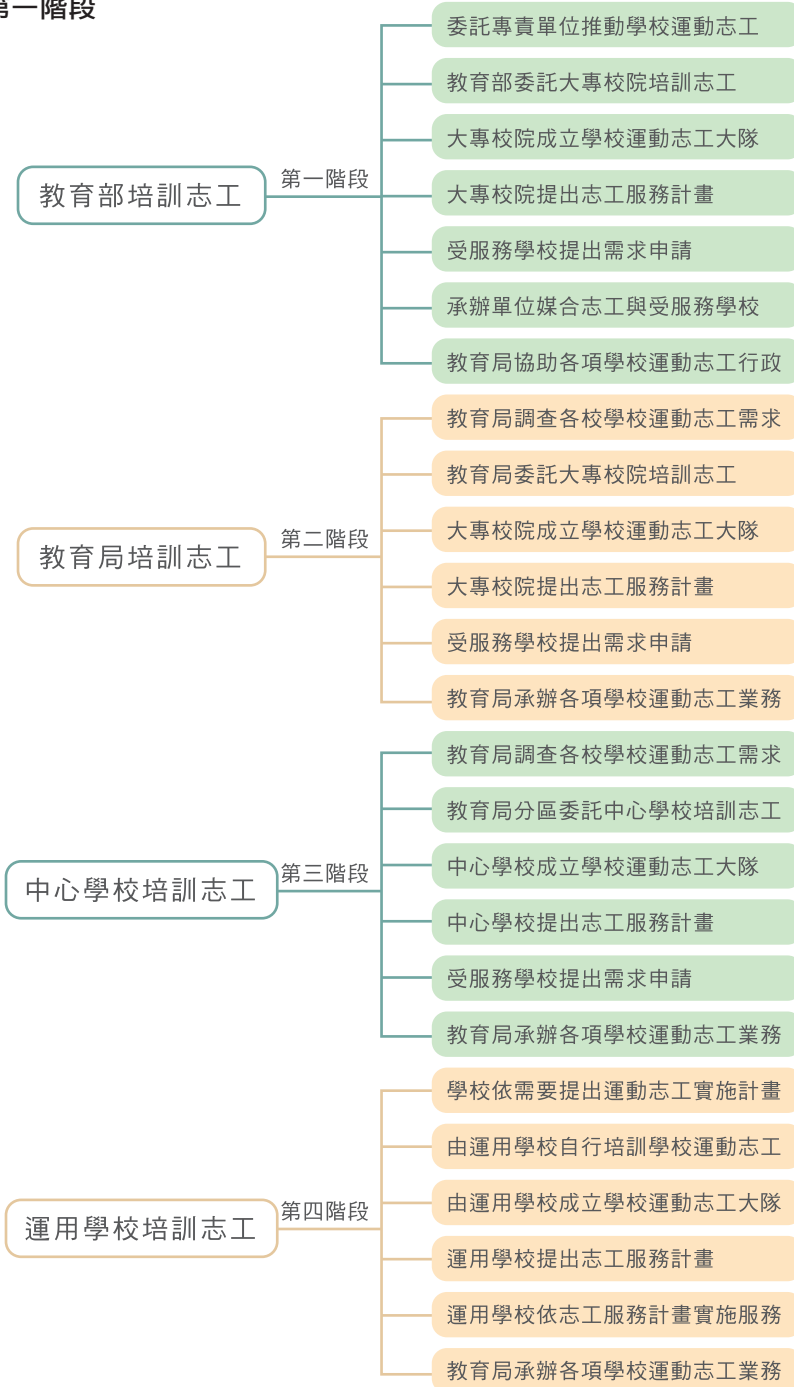 第一階段
委託專責單位推動學校運動志工
教育部委託大專校院培訓志工
大專校院成立學校運動志工大隊
教育部培訓志工
第一階段
大專校院提出志工服務計畫
受服務學校提出需求申請
承辦單位媒合志工與受服務學校
教育局協助各項學校運動志工行政
教育局調查各校學校運動志工需求
教育局委託大專校院培訓志工
大專校院成立學校運動志工大隊
教育局培訓志工
第二階段
大專校院提出志工服務計畫
受服務學校提出需求申請
教育局承辦各項學校運動志工業務
教育局調查各校學校運動志工需求
教育局分區委託中心學校培訓志工
中心學校成立學校運動志工大隊
中心學校培訓志工
第三階段
中心學校提出志工服務計畫
受服務學校提出需求申請
教育局承辦各項學校運動志工業務
學校依需要提出運動志工實施計畫
由運用學校自行培訓學校運動志工
由運用學校成立學校運動志工大隊
運用學校培訓志工
第四階段
運用學校提出志工服務計畫
運用學校依志工服務計畫實施服務
教育局承辦各項學校運動志工業務